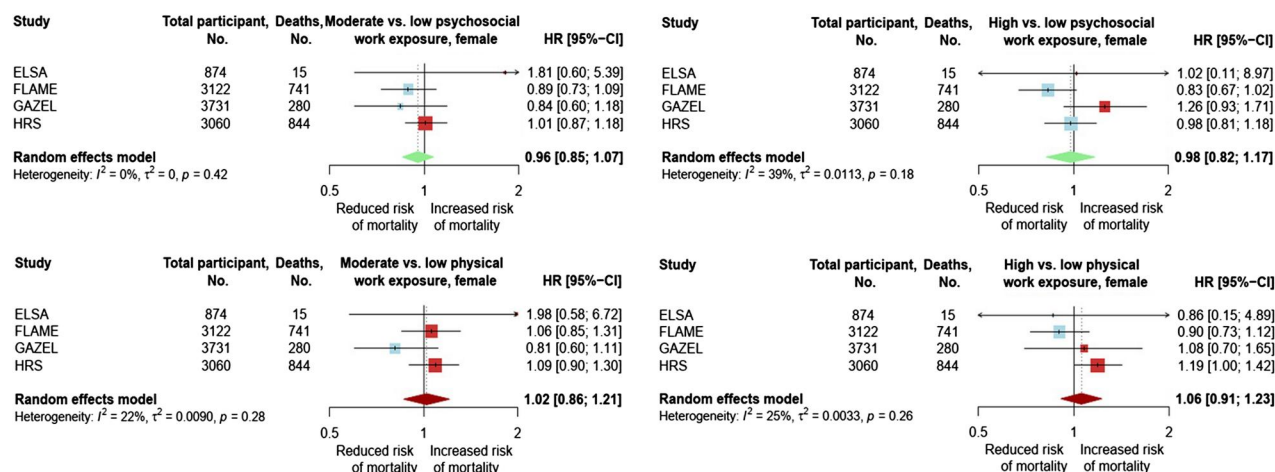 Study Total participant, Deaths, Moderate vs. low psychosocial
No. No. work exposure, female HR [95%−CI]
ELSA 874 15 1.81 [0.60; 5.39]
FLAME 3122 741 0.89 [0.73; 1.09]
GAZEL 3731 280 0.84 [0.60; 1.18]
HRS 3060 844 1.01 [0.87; 1.18]
Random effects model 0.96 [0.85; 1.07]
Heterogeneity: I² = 0%, τ² = 0, p = 0.42
0.5 1 2
Reduced risk Increased risk
of mortality of mortality
Study Total participant, Deaths, High vs. low psychosocial
No. No. work exposure, female HR [95%−CI]
ELSA 874 15 1.02 [0.11; 8.97]
FLAME 3122 741 0.83 [0.67; 1.02]
GAZEL 3731 280 1.26 [0.93; 1.71]
HRS 3060 844 0.98 [0.81; 1.18]
Random effects model 0.98 [0.82; 1.17]
Heterogeneity: I² = 39%, τ² = 0.0113, p = 0.18
0.5 1 2
Reduced risk Increased risk
of mortality of mortality
Study Total participant, Deaths, Moderate vs. low physical
No. No. work exposure, female HR [95%−CI]
ELSA 874 15 1.98 [0.58; 6.72]
FLAME 3122 741 1.06 [0.85; 1.31]
GAZEL 3731 280 0.81 [0.60; 1.11]
HRS 3060 844 1.09 [0.90; 1.30]
Random effects model 1.02 [0.86; 1.21]
Heterogeneity: I² = 22%, τ² = 0.0090, p = 0.28
0.5 1 2
Reduced risk Increased risk
of mortality of mortality
Study Total participant, Deaths, High vs. low physical
No. No. work exposure, female HR [95%−CI]
ELSA 874 15 0.86 [0.15; 4.89]
FLAME 3122 741 0.90 [0.73; 1.12]
GAZEL 3731 280 1.08 [0.70; 1.65]
HRS 3060 844 1.19 [1.00; 1.42]
Random effects model 1.06 [0.91; 1.23]
Heterogeneity: I² = 25%, τ² = 0.0033, p = 0.26
0.5 1 2
Reduced risk Increased risk
of mortality of mortality